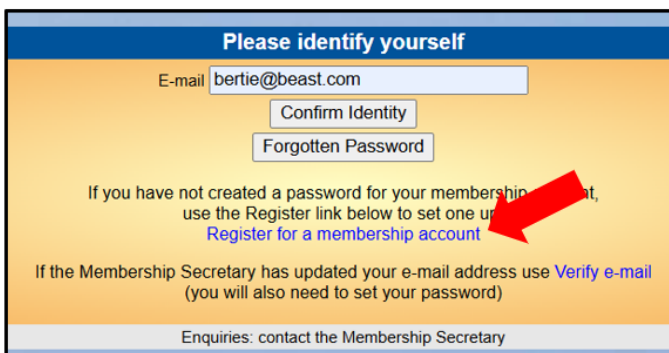 Please identify yourself
E-mail bertie@beast.com
Confirm Identity
Forgotten Password
If you have not created a password for your membership
use the Register link below to set one
Register for a membership account
If the Membership Secretary has updated your e-mail address use Verify e-mail
(you will also need to set your password)
Enquiries: contact the Membership Secretary